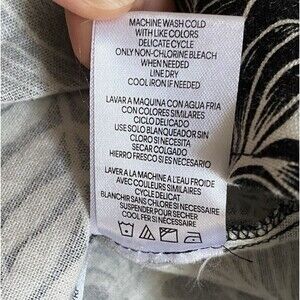 MACHINE WASH COLD
WITH LIKE COLORS
DELICATE CYCLE
ONLY NON-CHLORIN BLEACH
WHEN NEEDED
LINE DRY
COOL IRON IF NEEDED
LAVAR A MAQUINA CON AGUA FRIA
CON COLORES SIMILARES
CICLO DELICADO
USE SOLO BLANQUEADOR SIN
CLORO SI NECESITA
SECAR COLGADO
HIERRO FRESCO SI ES NECESARIO
LAVER A LA MACHINE A L'EAU FROIDE
AVEC COULEURS SIMILAIRES
CYCLE DELICAT
BLANCHIR SANS CHLORE SI NECESSAIRE
SUSPENDER POUR SECHER
COOL FER SI NECESSAIRE